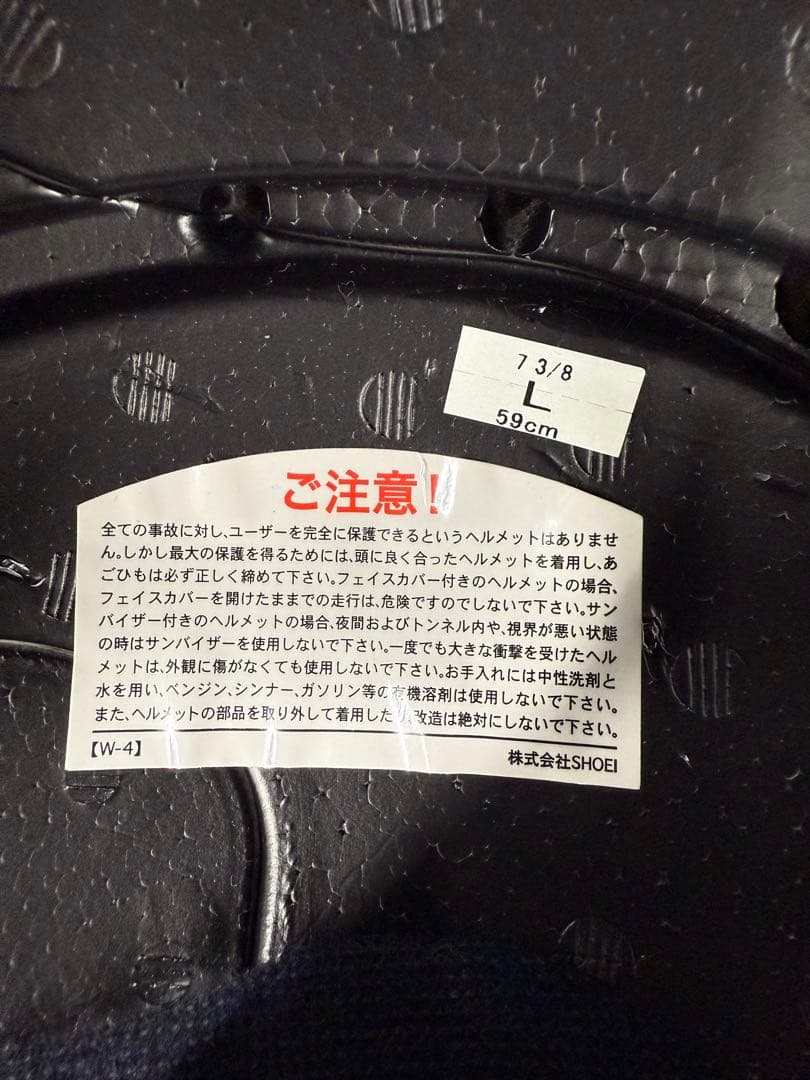 7 3/8
L
59cm
ご注意!
全ての事故に対し、ユーザーを完全に保護できるというヘルメットはありませ
ん。しかし最大の保護を得るためには、頭に良く合ったヘルメットを着用し、あ
ごひもは必ず正しく締めて下さい。フェイスカバー付きのヘルメットの場合、
フェイスカバーを開けたままでの走行は、危険ですのでしないで下さい。サン
バイザー付きのヘルメットの場合、夜間およびトンネル内や、視界が悪い状態
の時はサンバイザーを使用しないで下さい。一度でも大きな衝撃を受けたヘル
メットは、外観に傷がなくても使用しないで下さい。お手入れには中性洗剤と
水を用い、ベンジン、シンナー、ガソリン等の有機溶剤は使用しないで下さい。
また、ヘルメットの部品を取り外して着用したり、改造は絶対にしないで下さい。
【W-4】
株式会社SHOEI